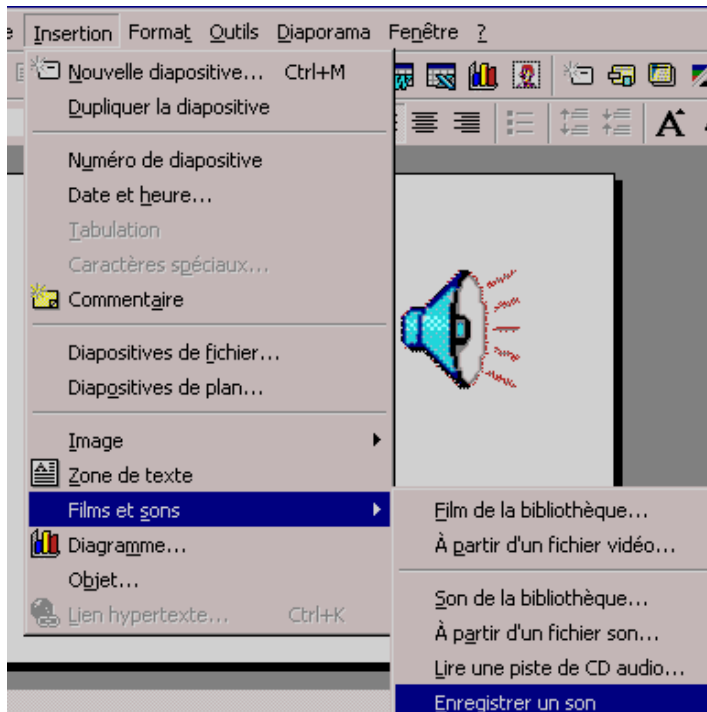 e Insertion Format Outils Diaporama Fenêtre ?
Nouvelle diapositive... Ctrl+M
Dupliquer la diapositive
Numéro de diapositive
Date et heure...
Tabulation
Caractères spéciaux...
Commentaire
Diapositives de fichier...
Diapositives de plan...
Image
Zone de texte
Films et sons
Diagramme...
Objet...
Lien hypertexte... Ctrl+K
Film de la bibliothèque...
À partir d'un fichier vidéo...
Son de la bibliothèque...
À partir d'un fichier son...
Lire une piste de CD audio...
Enregistrer un son